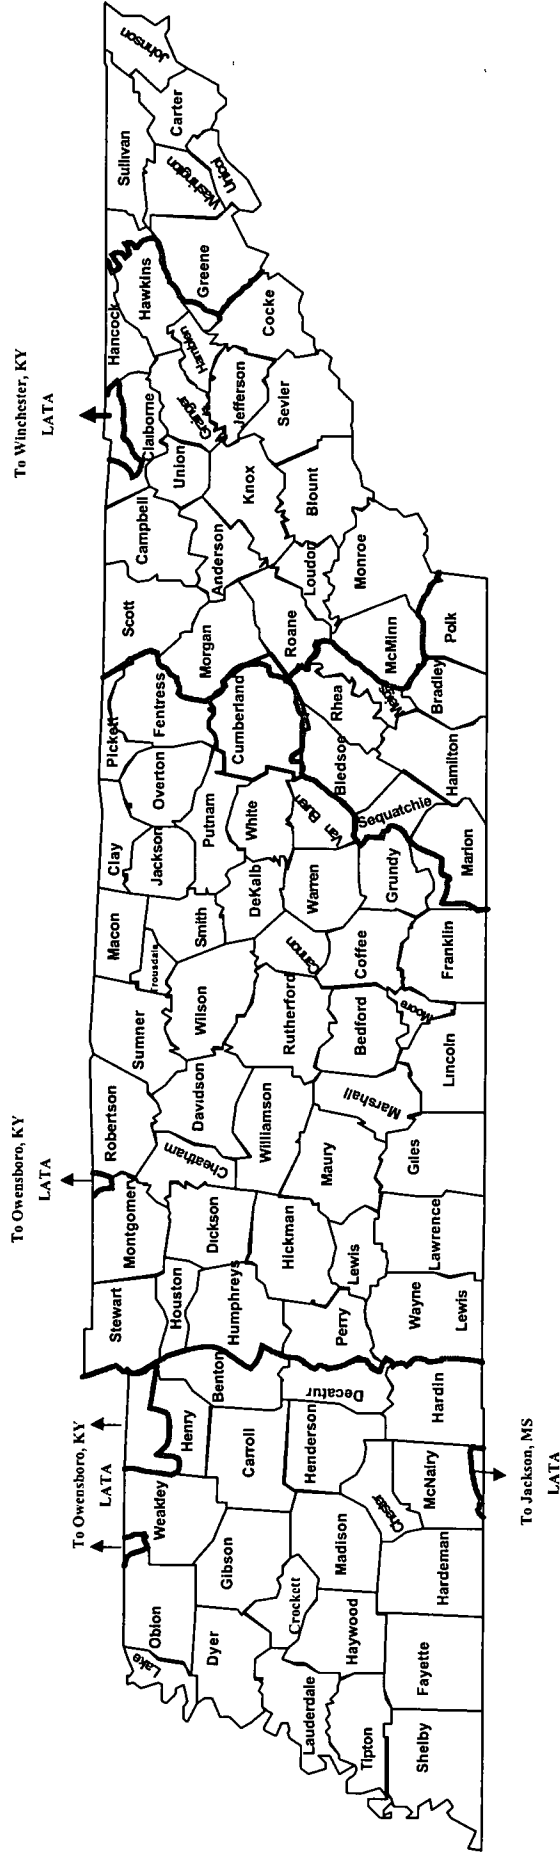 To Owensboro, KY
LATA
To Owensboro, KY
LATA
To Winchester, KY
LATA
Lake
Obion
Weakley
Henry
Stewart
Montgomer
Robertson
Sumner
Macon
Clay
Pickett
Scott
Campbell
Claiborne
Hancock
Hawkins
Sullivan
Johnson
Dyer
Gibson
Carroll
Benton
Houston
Humphreys
Dickson
Cheatham
Davidson
Wilson
Trousdale
Smith
Jackson
Overton
Fentress
Putnam
Morgan
Anderson
Union
Grainger
Hamblen
Greene
Washington
Carter
Unicoi
Lauderdale
Crockett
Haywood
Madison
Henderson
Decatur
Perry
Hickman
Lewis
Maury
Williamson
Rutherford
Cannon
DeKalb
Warren
White
Van Buren
Cumberland
Bledsoe
Rhea
Meigs
Roane
Loudon
Knox
Blount
Jefferson
Sevier
Cocke
Tipton
Shelby
Fayette
Hardeman
Chester
McNairy
Hardin
Wayne
Lewis
Lawrence
Giles
Marshall
Bedford
Lincoln
Moore
Coffee
Franklin
Grundy
Marion
Sequatchie
Hamilton
Bradley
McMinn
Polk
Monroe
To Jackson, MS
LATA